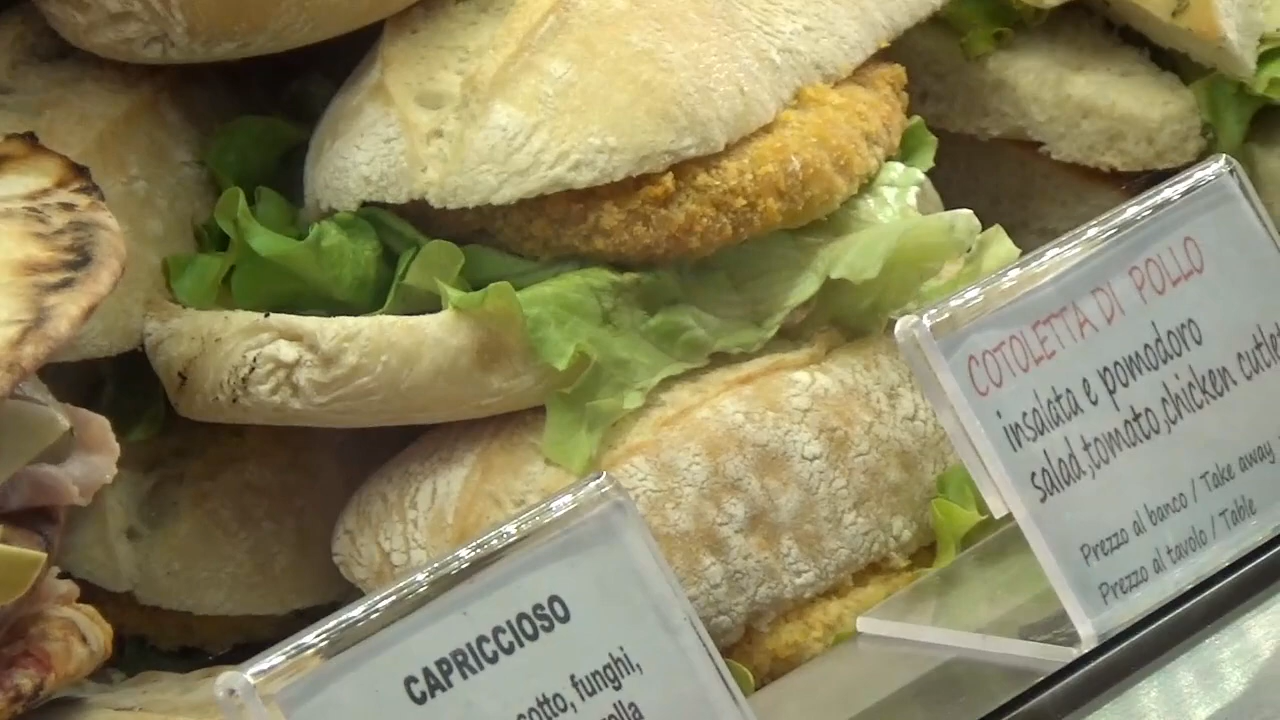 COTOLETTA DI POLLO
insalata e pomodoro
salad,tomato,chicken cutle
Prezzo al banco / Take away
Prezzo al tavolo / Table
CAPRICCIOSO
cotto, funghi,